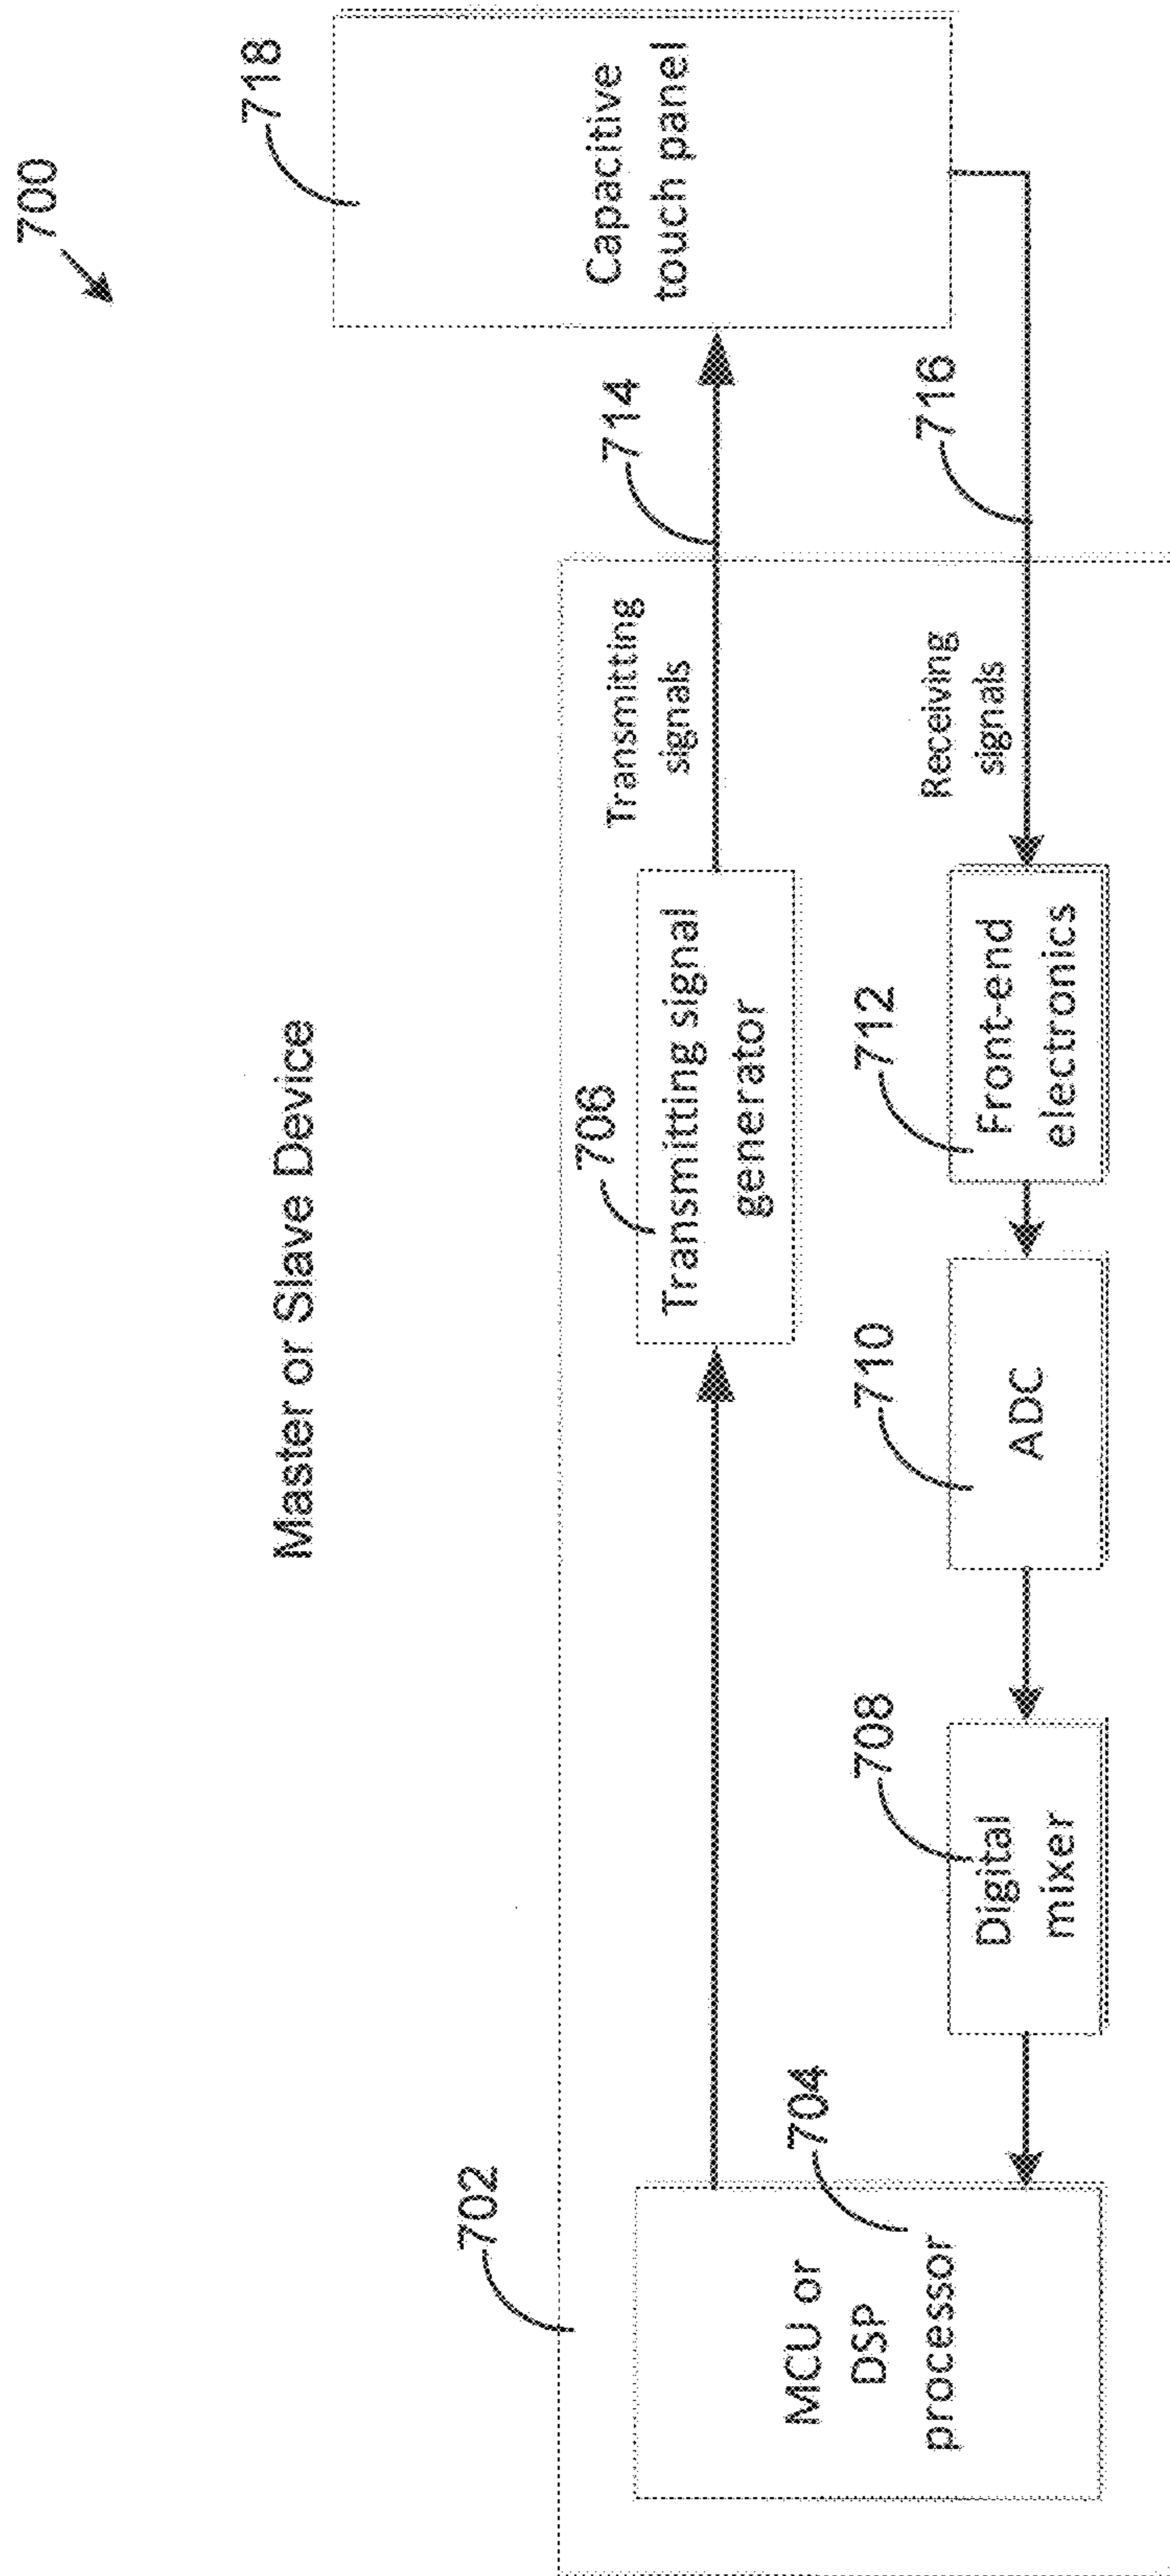 700
Master or Slave Device
702
MCU or
DSP
processor
704
706
Transmitting signal
generator
Transmitting
signals
714
718
Capacitive
touch panel
708
Digital
mixer
710
ADC
712
Front-end
electronics
Receiving
signals
716